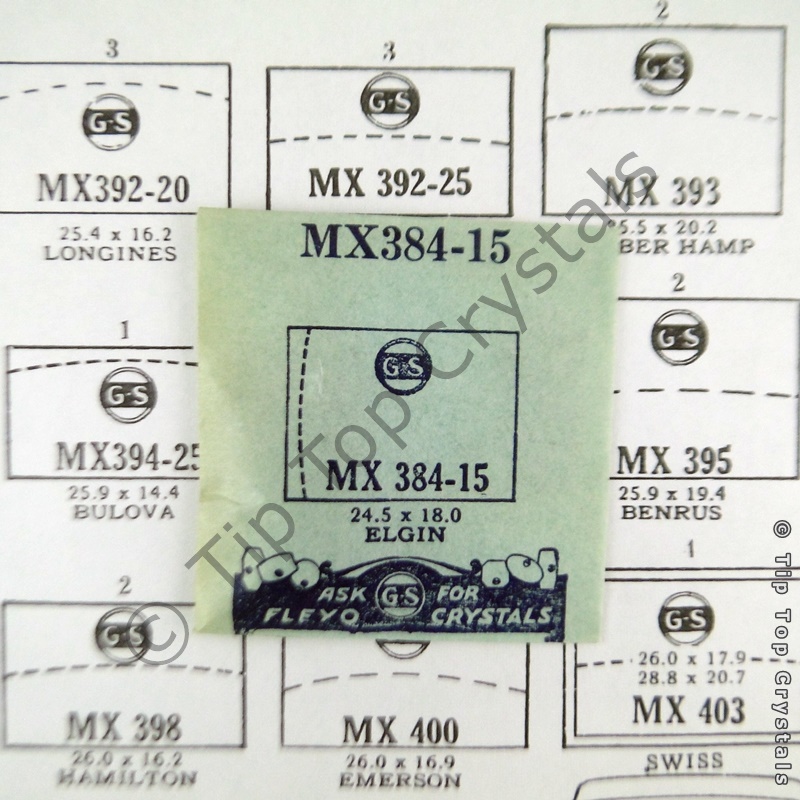 3
G-S
MX392-20
25.4 x 16.2
LONGINES
3
G-S
MX 392-25
2
G-S
MX 393
5.5 x 20.2
BER HAMP
MX384-15
G-S
MX 384-15
24.5 x 18.0
ELGIN
ASK G-S FOR
FLEXO CRYSTALS
1
G-S
MX394-25
25.9 x 14.4
BULOVA
2
G-S
MX 395
25.9 x 19.4
BENRUS
2
G-S
MX 398
26.0 x 16.2
HAMILTON
MX 400
26.0 x 16.9
EMERSON
1
G-S
26.0 x 17.9
28.8 x 20.7
MX 403
SWISS
© Tip Top Crystals
© Tip Top Crystals